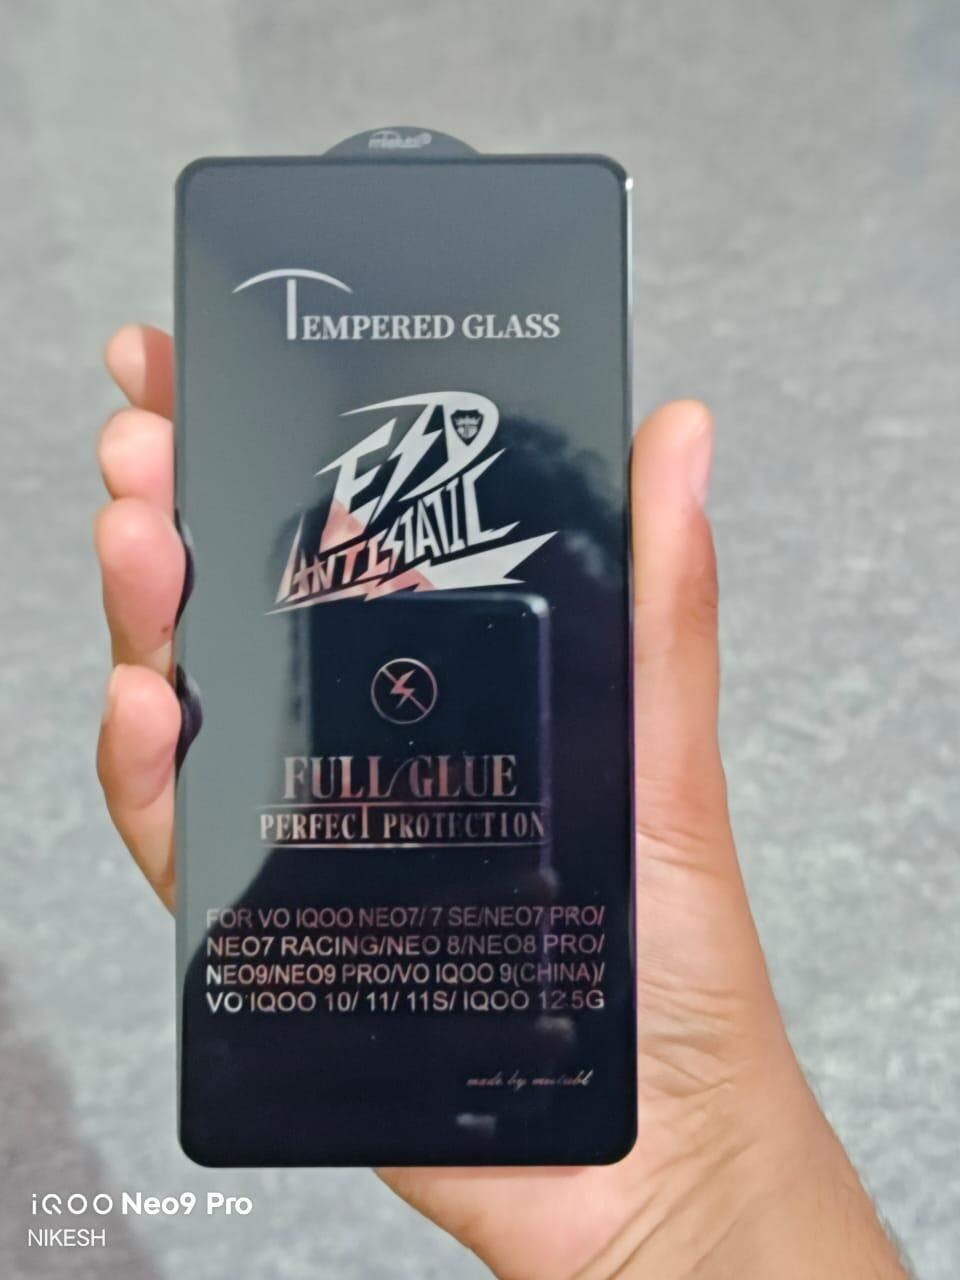 TEMPERED GLASS
ESD
ANTISTATIC
FULL GLUE
PERFECT PROTECTION
FOR VO IQOO NEO7/ 7 SE/NEO7 PRO/
NEO7 RACING/NEO 8/NEO8 PRO/
NEO9/NEO9 PRO/VO IQOO 9(CHINA)/
VO IQOO 10/ 11/ 11S/ IQOO 12 5G
made by
iQOO Neo9 Pro
NIKESH